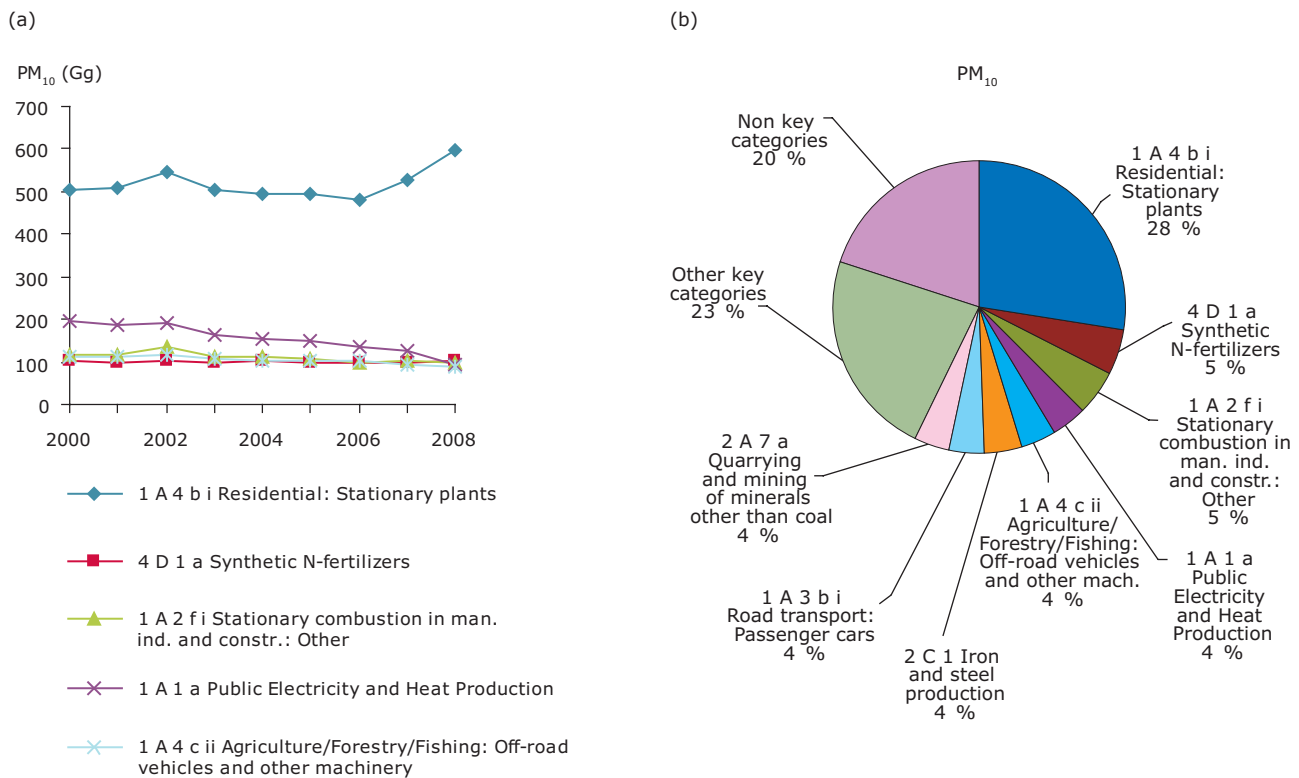 (a)
PM10 (Gg)
700
600
500
400
300
200
100
0
2000
2002
2004
2006
2008
1 A 4 b i Residential: Stationary plants
4 D 1 a Synthetic N-fertilizers
1 A 2 f i Stationary combustion in man.
ind. and constr.: Other
1 A 1 a Public Electricity and Heat Production
1 A 4 c ii Agriculture/Forestry/Fishing: Off-road
vehicles and other machinery
(b)
PM10
Non key
categories
20 %
1 A 4 b i
Residential:
Stationary
plants
28 %
Other key
categories
23 %
4 D 1 a
Synthetic
N-fertilizers
5 %
1 A 2 f i
Stationary
combustion in
man. ind.
and constr.:
Other
5 %
2 A 7 a
Quarrying
and mining
of minerals
other than coal
4 %
1 A 4 c ii
Agriculture/
Forestry/Fishing:
Off-road vehicles
and other mach.
4 %
1 A 1 a
Public
Electricity
and Heat
Production
4 %
1 A 3 b i
Road transport:
Passenger cars
4 %
2 C 1 Iron
and steel
production
4 %